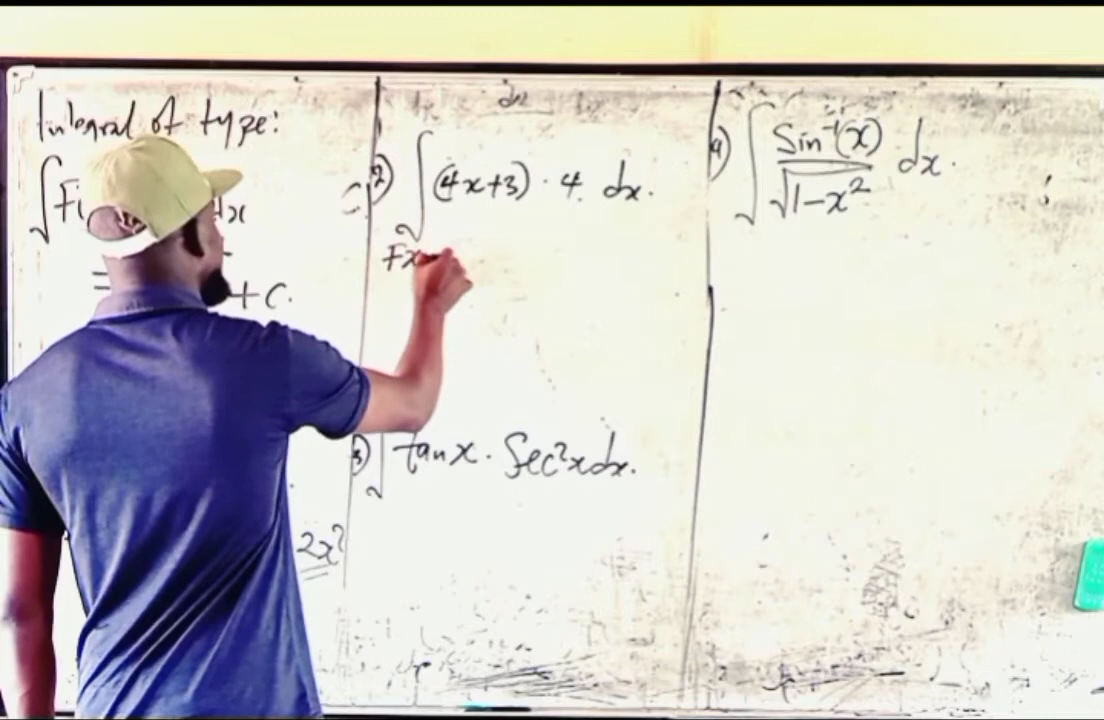 Integral of type:
∫ F
dx
=
+ C.
2x²
2) ∫ (4x+3) · 4 dx.
Fx
3) ∫ tan x · Sec²x dx.
4) ∫ Sin⁻¹(x) / √1-x² dx.